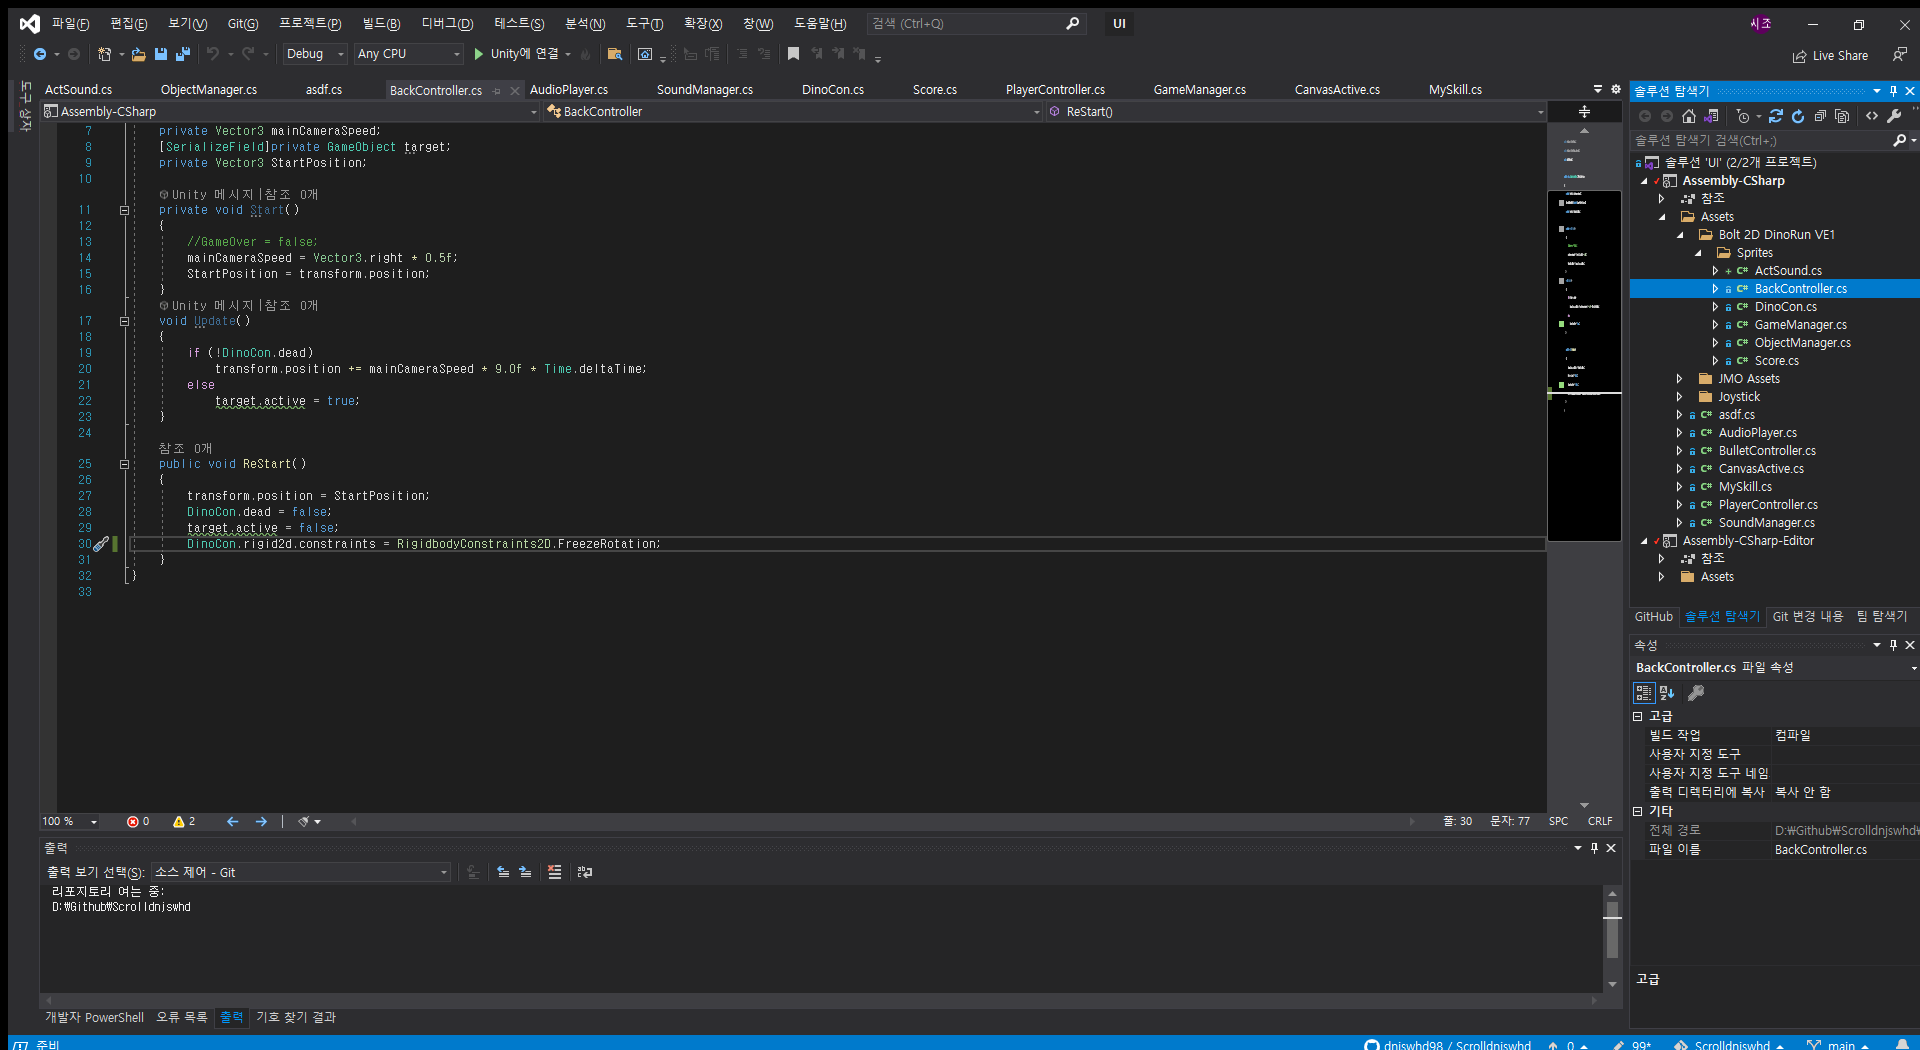 파일(F) 편집(E) 보기(V) Git(G) 프로젝트(P) 빌드(B) 디버그(D) 테스트(S) 분석(N) 도구(T) 확장(X) 창(W) 도움말(H) 검색 (Ctrl+Q) UI 시조
Debug Any CPU Unity에 연결 Live Share
도구 상자
ActSound.cs ObjectManager.cs asdf.cs BackController.cs AudioPlayer.cs SoundManager.cs DinoCon.cs Score.cs PlayerController.cs GameManager.cs CanvasActive.cs MySkill.cs
Assembly-CSharp BackController ReStart()
7 private Vector3 mainCameraSpeed;
8 [SerializeField]private GameObject target;
9 private Vector3 StartPosition;
10
Unity 메시지|참조 0개
11 private void Start()
12 {
13 //GameOver = false;
14 mainCameraSpeed = Vector3.right * 0.5f;
15 StartPosition = transform.position;
16 }
Unity 메시지|참조 0개
17 void Update()
18 {
19 if (!DinoCon.dead)
20 transform.position += mainCameraSpeed * 9.0f * Time.deltaTime;
21 else
22 target.active = true;
23 }
24
참조 0개
25 public void ReStart()
26 {
27 transform.position = StartPosition;
28 DinoCon.dead = false;
29 target.active = false;
30 DinoCon.rigid2d.constraints = RigidbodyConstraints2D.FreezeRotation;
31 }
32 }
33
100 % 0 2 줄: 30 문자: 77 SPC CRLF
출력
출력 보기 선택(S): 소스 제어 - Git
리포지토리 여는 중:
D:₩Github₩Scrolldnjswhd
개발자 PowerShell 오류 목록 출력 기호 찾기 결과
솔루션 탐색기
솔루션 탐색기 검색(Ctrl+;)
솔루션 'UI' (2/2개 프로젝트)
Assembly-CSharp
참조
Assets
Bolt 2D DinoRun VE1
Sprites
C# ActSound.cs
C# BackController.cs
C# DinoCon.cs
C# GameManager.cs
C# ObjectManager.cs
C# Score.cs
JMO Assets
Joystick
C# asdf.cs
C# AudioPlayer.cs
C# BulletController.cs
C# CanvasActive.cs
C# MySkill.cs
C# PlayerController.cs
C# SoundManager.cs
Assembly-CSharp-Editor
참조
Assets
GitHub 솔루션 탐색기 Git 변경 내용 팀 탐색기
속성
BackController.cs 파일 속성
고급
빌드 작업 컴파일
사용자 지정 도구
사용자 지정 도구 네임
출력 디렉터리에 복사 복사 안 함
기타
전체 경로 D:₩Github₩Scrolldnjswhd₩
파일 이름 BackController.cs
고급
준비 dnjswhd98 / Scrolldnjswhd 0 99* Scrolldnjswhd main